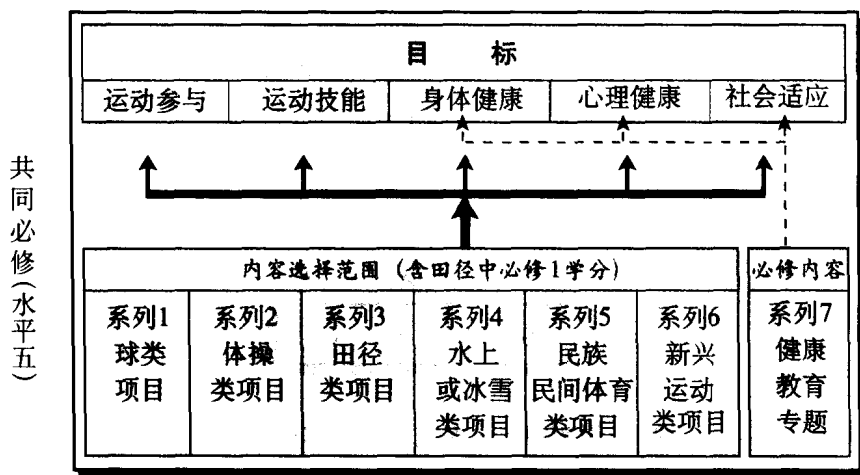 目 标
运动参与 运动技能 身体健康 心理健康 社会适应
共同必修(水平五)
内容选择范围(含田径中必修1学分) 必修内容
系列1 系列2 系列3 系列4 系列5 系列6 系列7
球类 体操 田径 水上 民族 新兴 健康
项目 类项目 类项目 或冰雪 民间体育 运动 教育
类项目 类项目 类项目 专题